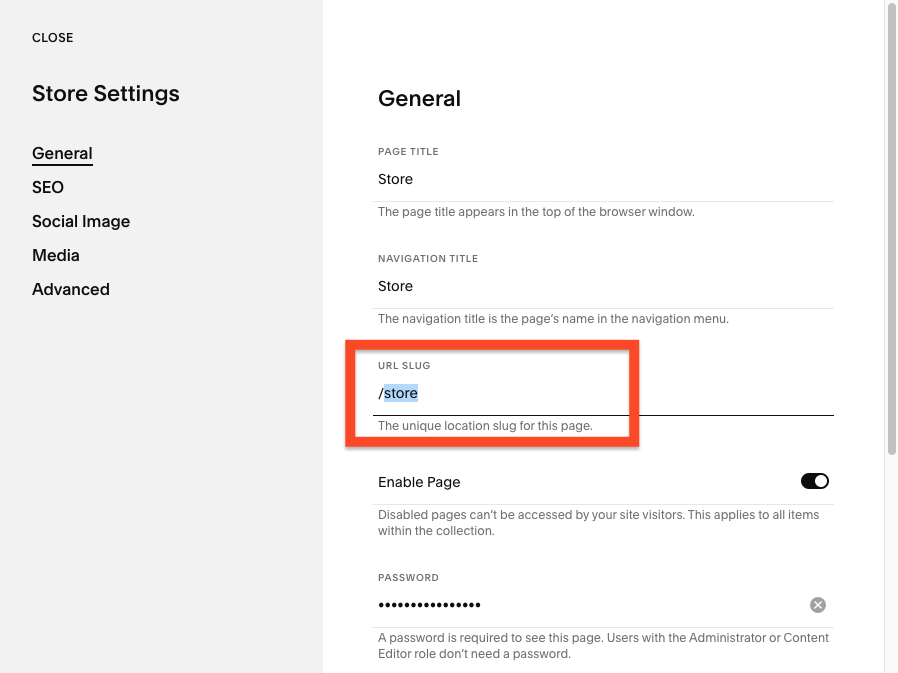 CLOSE
Store Settings
General
SEO
Social Image
Media
Advanced
General
PAGE TITLE
Store
The page title appears in the top of the browser window.
NAVIGATION TITLE
Store
The navigation title is the page’s name in the navigation menu.
URL SLUG
/store
The unique location slug for this page.
Enable Page
Disabled pages can’t be accessed by your site visitors. This applies to all items
within the collection.
PASSWORD
••••••••••••••••
A password is required to see this page. Users with the Administrator or Content
Editor role don’t need a password.